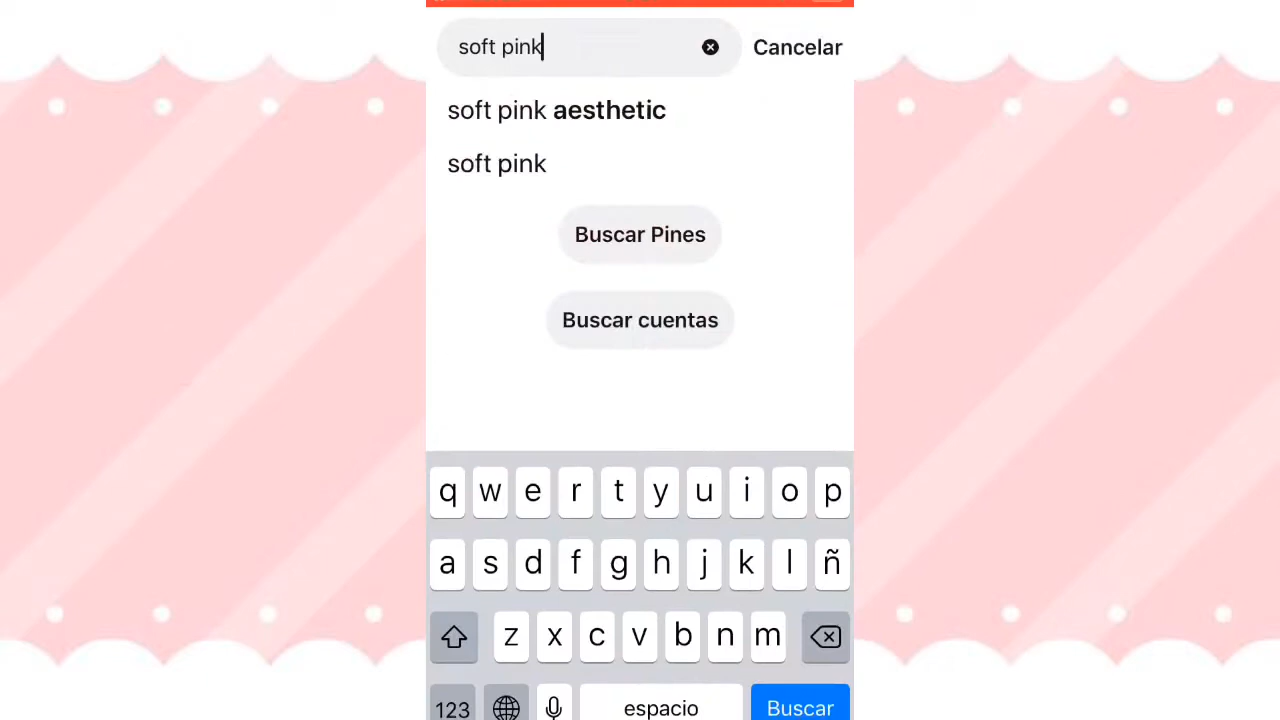 soft pink Cancelar
soft pink aesthetic
soft pink
Buscar Pines
Buscar cuentas
q w e r t y u i o p
a s d f g h j k l ñ
z x c v b n m
123 espacio Buscar